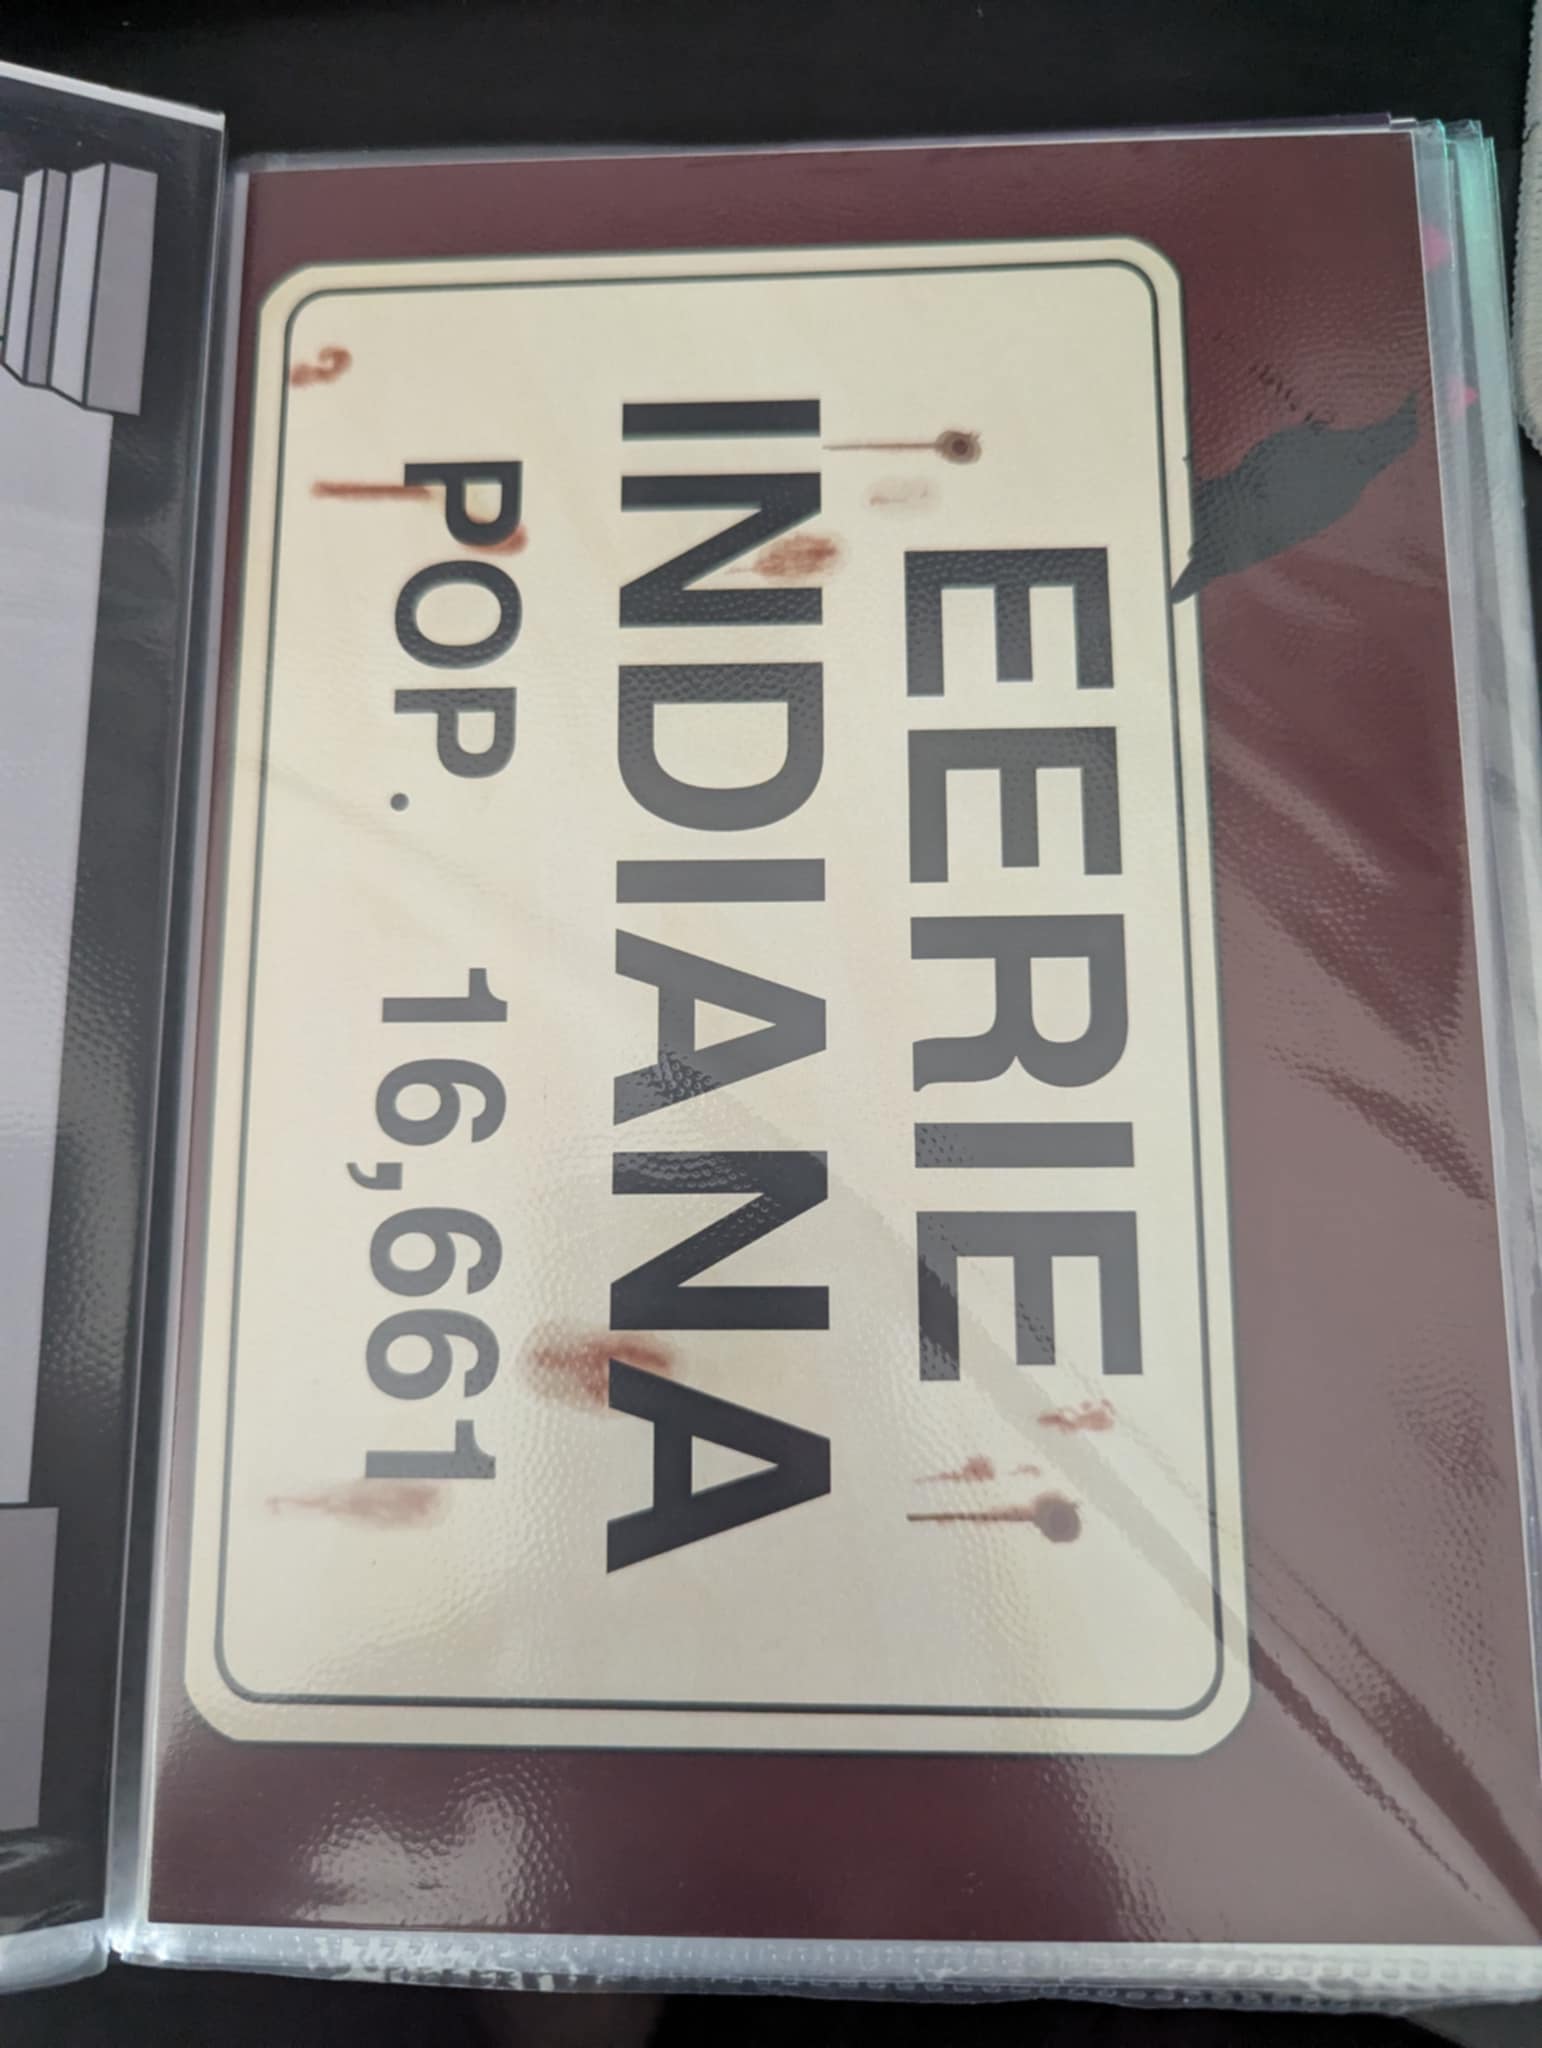 EERIE
INDIANA
POP. 16,661